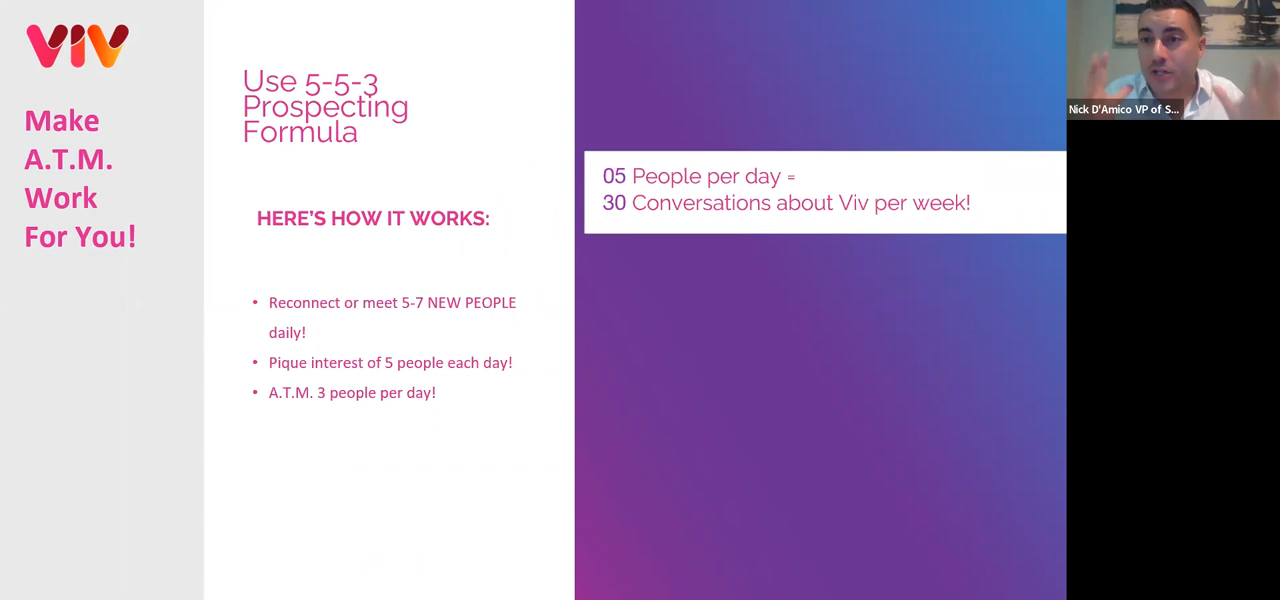 VIV
Make
A.T.M.
Work
For You!
Use 5-5-3
Prospecting
Formula
HERE'S HOW IT WORKS:
• Reconnect or meet 5-7 NEW PEOPLE
daily!
• Pique interest of 5 people each day!
• A.T.M. 3 people per day!
05 People per day =
30 Conversations about Viv per week!
Nick D'Amico VP of S...